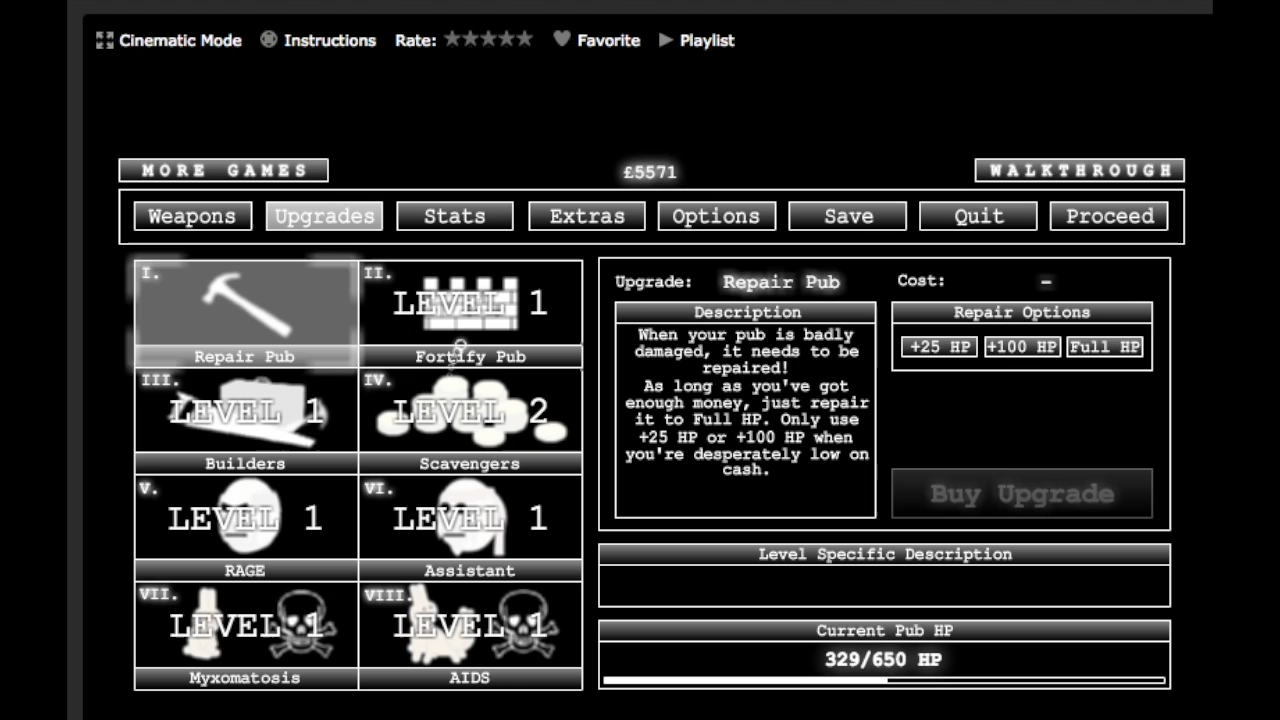 Cinematic Mode Instructions Rate: Favorite Playlist
MORE GAMES £5571 WALKTHROUGH
Weapons Upgrades Stats Extras Options Save Quit Proceed
I. II.
LEVEL 1
Repair Pub Fortify Pub
III. IV.
LEVEL 1 LEVEL 2
Builders Scavengers
V. VI.
LEVEL 1 LEVEL 1
RAGE Assistant
VII. VIII.
LEVEL 1 LEVEL 1
Myxomatosis AIDS
Upgrade: Repair Pub Cost: -
Description
When your pub is badly
damaged, it needs to be
repaired!
As long as you've got
enough money, just repair
it to Full HP. Only use
+25 HP or +100 HP when
you're desperately low on
cash.
Repair Options
+25 HP +100 HP Full HP
Buy Upgrade
Level Specific Description
Current Pub HP
329/650 HP